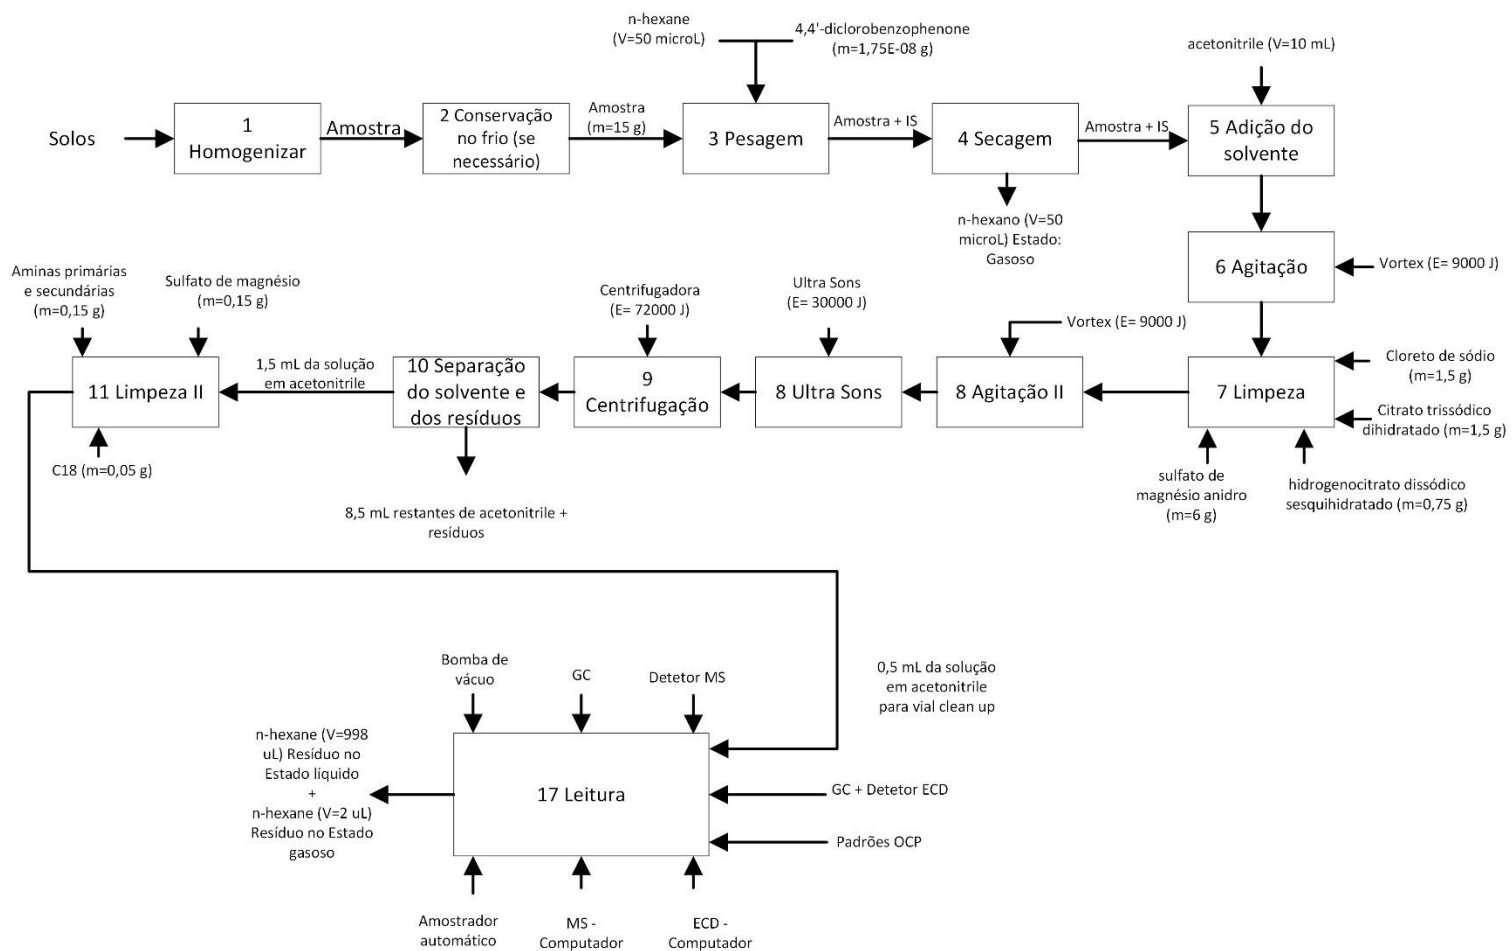 n-hexane
(V=50 microL)
4,4'-diclorobenzophenone
(m=1,75E-08 g)
acetonitrile (V=10 mL)
Solos
1
Homogenizar
Amostra
2 Conservação
no frio (se
necessário)
Amostra
(m=15 g)
3 Pesagem
Amostra + IS
4 Secagem
Amostra + IS
5 Adição do
solvente
n-hexano (V=50
microL) Estado:
Gasoso
6 Agitação
Vortex (E= 9000 J)
Aminas primárias
e secundárias
(m=0,15 g)
Sulfato de magnésio
(m=0,15 g)
Centrifugadora
(E= 72000 J)
Ultra Sons
(E= 30000 J)
Vortex (E= 9000 J)
11 Limpeza II
1,5 mL da solução
em acetonitrile
10 Separação
do solvente e
dos resíduos
9
Centrifugação
8 Ultra Sons
8 Agitação II
7 Limpeza
Cloreto de sódio
(m=1,5 g)
Citrato trissódico
dihidratado (m=1,5 g)
C18 (m=0,05 g)
8,5 mL restantes de acetonitrile +
resíduos
sulfato de
magnésio anidro
(m=6 g)
hidrogenocitrato dissódico
sesquihidratado (m=0,75 g)
Bomba de
vácuo
GC
Detetor MS
0,5 mL da solução
em acetonitrile
para vial clean up
n-hexane (V=998
uL) Resíduo no
Estado líquido
+
n-hexane (V=2 uL)
Resíduo no Estado
gasoso
17 Leitura
GC + Detetor ECD
Padrões OCP
Amostrador
automático
MS -
Computador
ECD -
Computador